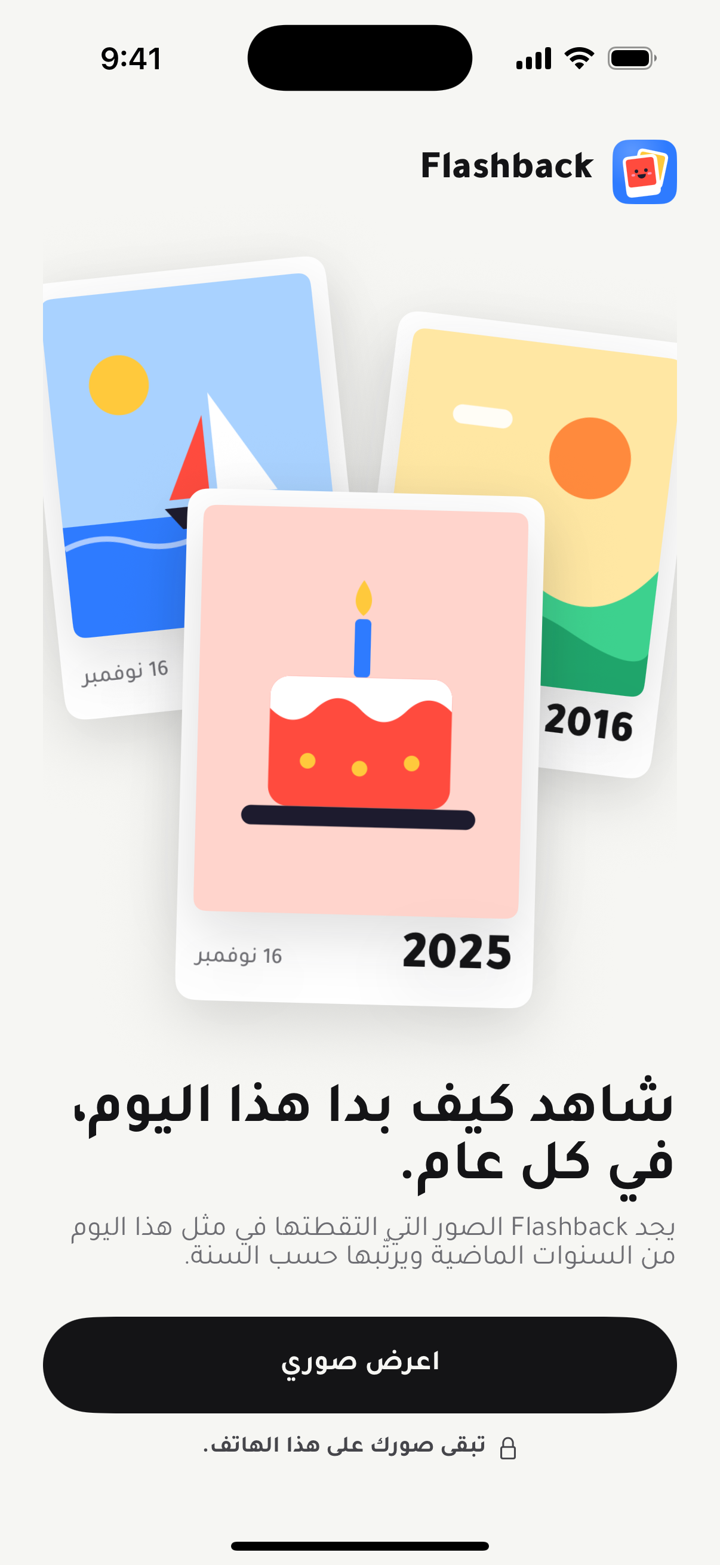 9:41
Flashback
16 نوفمبر
2016
2025
16 نوفمبر
شاهد كيف بدا هذا اليوم،
في كل عام.
يجد Flashback الصور التي التقطتها في مثل هذا اليوم
من السنوات الماضية ويرتّبها حسب السنة.
اعرض صوري
تبقى صورك على هذا الهاتف.